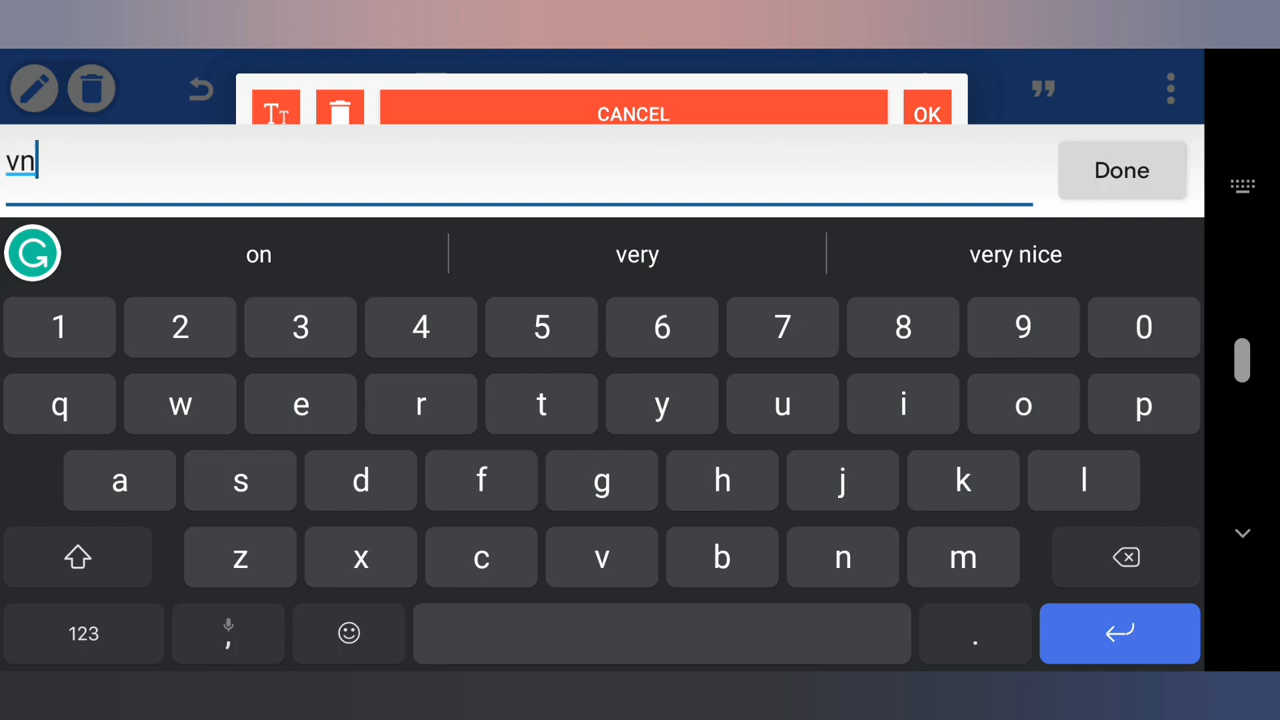 CANCEL
OK
vn
Done
on
very
very nice
1 2 3 4 5 6 7 8 9 0
q w e r t y u i o p
a s d f g h j k l
z x c v b n m
123 , .